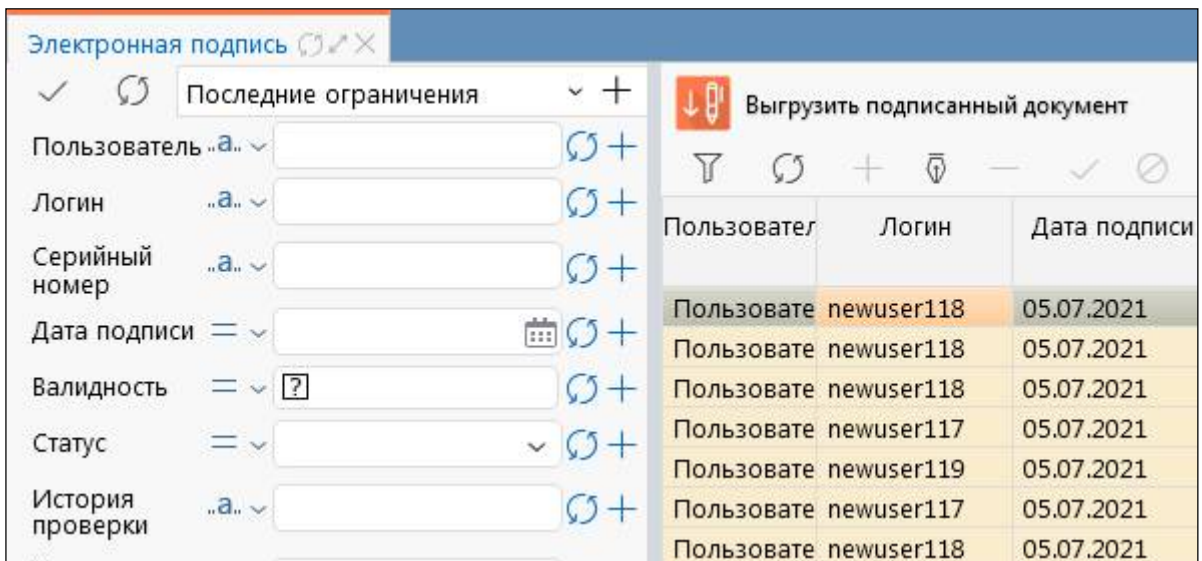 Электронная подпись
Последние ограничения
Пользователь ..а..
Логин ..а..
Серийный
номер ..а..
Дата подписи =
Валидность = ?
Статус =
История
проверки ..а..
Выгрузить подписанный документ
Пользовател Логин Дата подписи
Пользовате newuser118 05.07.2021
Пользовате newuser118 05.07.2021
Пользовате newuser118 05.07.2021
Пользовате newuser117 05.07.2021
Пользовате newuser119 05.07.2021
Пользовате newuser117 05.07.2021
Пользовате newuser118 05.07.2021